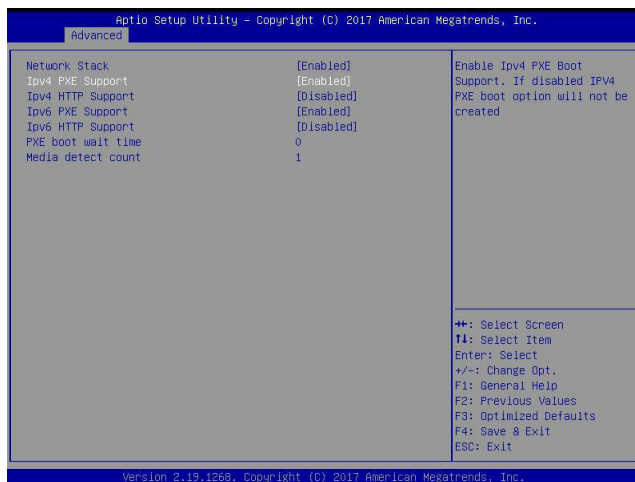 Aptio Setup Utility – Copyright (C) 2017 American Megatrends, Inc.
Advanced
Network Stack [Enabled]
Ipv4 PXE Support [Enabled]
Ipv4 HTTP Support [Disabled]
Ipv6 PXE Support [Enabled]
Ipv6 HTTP Support [Disabled]
PXE boot wait time 0
Media detect count 1
Enable Ipv4 PXE Boot
Support. If disabled IPV4
PXE boot option will not be
created
→←: Select Screen
↑↓: Select Item
Enter: Select
+/-: Change Opt.
F1: General Help
F2: Previous Values
F3: Optimized Defaults
F4: Save & Exit
ESC: Exit
Version 2.19.1268. Copyright (C) 2017 American Megatrends, Inc.